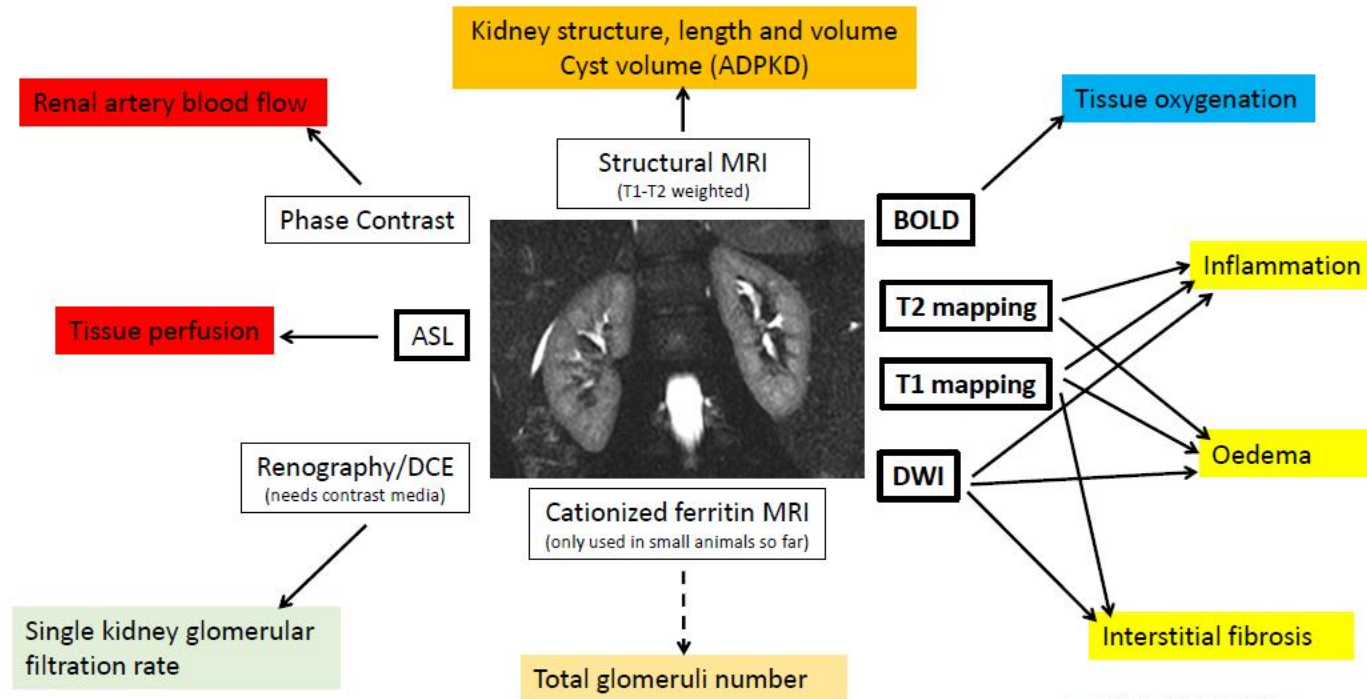 Kidney structure, length and volume
Cyst volume (ADPKD)
Renal artery blood flow
Tissue oxygenation
Structural MRI
(T1-T2 weighted)
Phase Contrast
BOLD
Inflammation
T2 mapping
Tissue perfusion
ASL
T1 mapping
Renography/DCE
(needs contrast media)
Oedema
DWI
Cationized ferritin MRI
(only used in small animals so far)
Single kidney glomerular
filtration rate
Interstitial fibrosis
Total glomeruli number